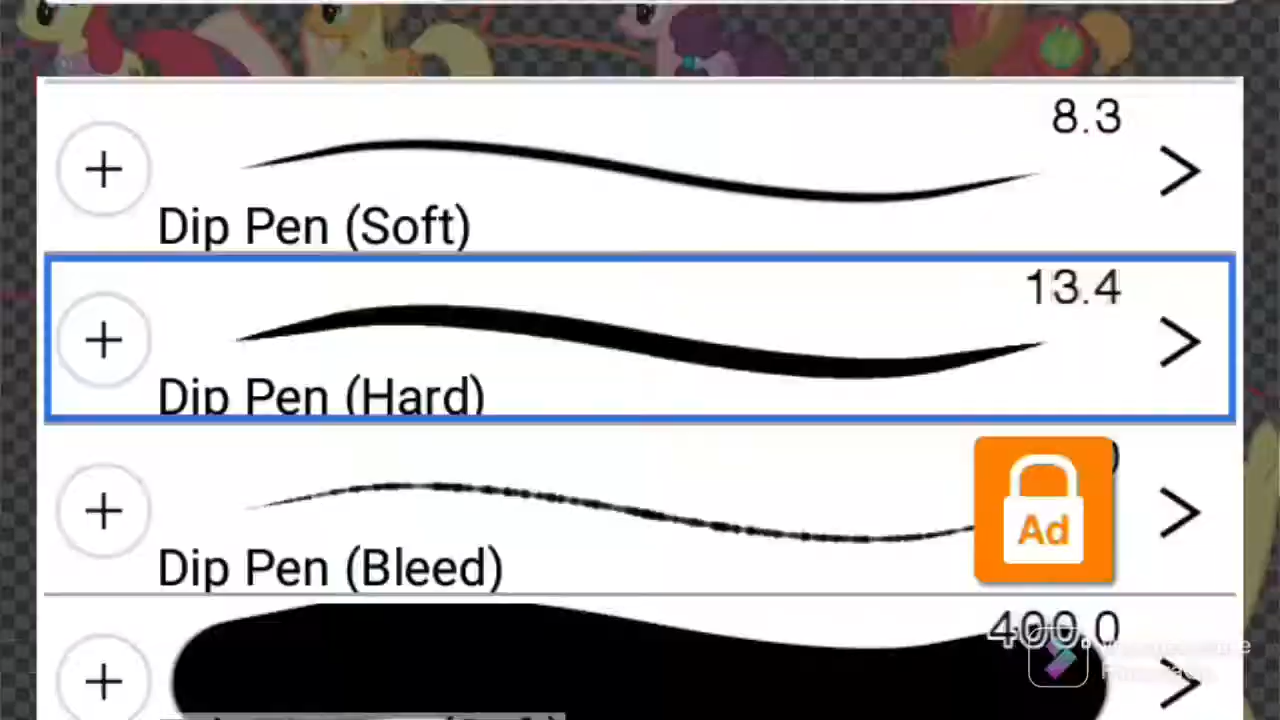 8.3
Dip Pen (Soft)
13.4
Dip Pen (Hard)
Ad
Dip Pen (Bleed)
400.0